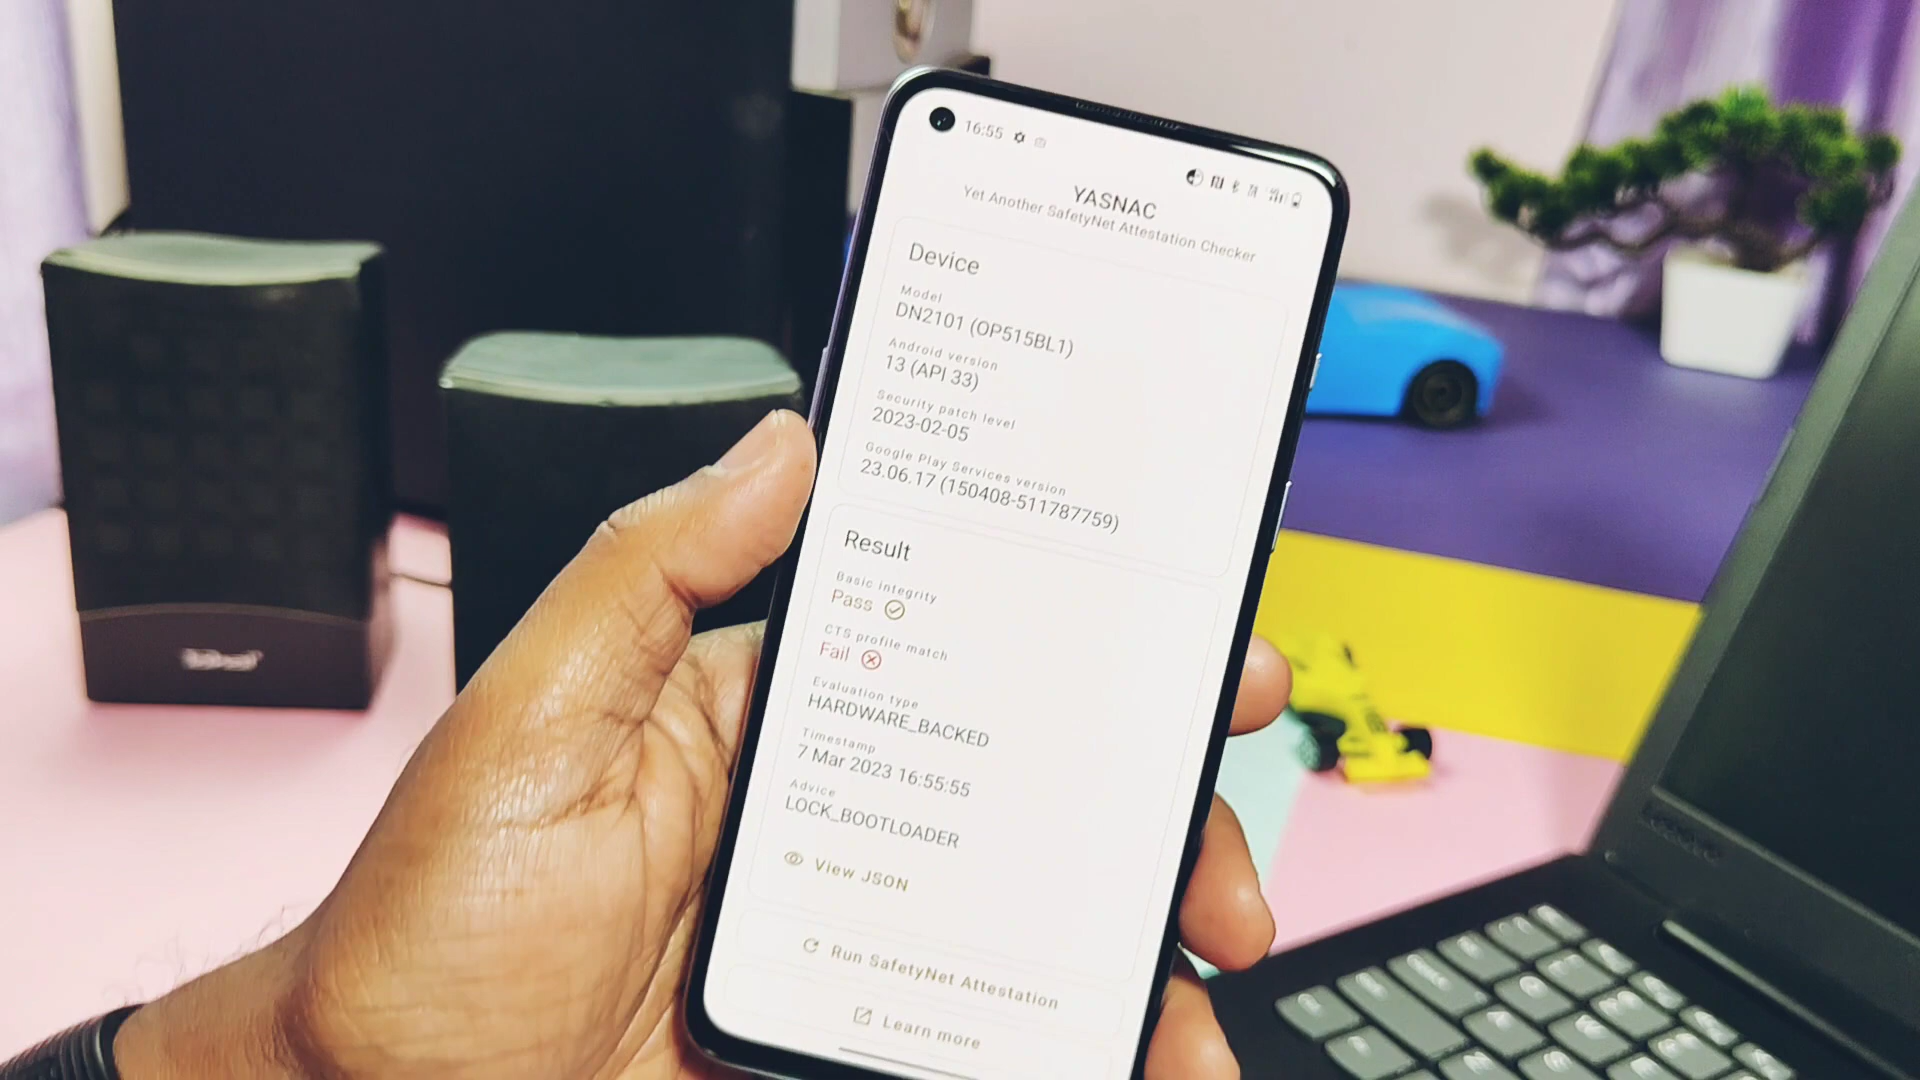 16:55
YASNAC
Yet Another SafetyNet Attestation Checker
Device
Model
DN2101 (OP515BL1)
Android version
13 (API 33)
Security patch level
2023-02-05
Google Play Services version
23.06.17 (150408-511787759)
Result
Basic integrity
Pass
CTS profile match
Fail
Evaluation type
HARDWARE_BACKED
Timestamp
7 Mar 2023 16:55:55
Advice
LOCK_BOOTLOADER
View JSON
Run SafetyNet Attestation
Learn more